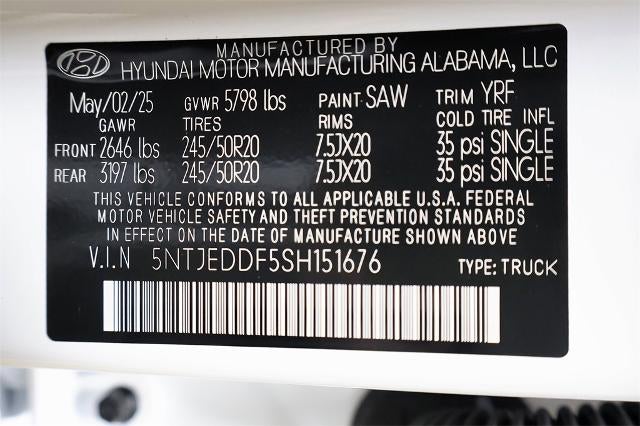 MANUFACTURED BY
HYUNDAI MOTOR MANUFACTURING ALABAMA, LLC
May/02/25 GVWR 5798 lbs PAINT SAW TRIM YRF
GAWR TIRES RIMS COLD TIRE INFL
FRONT 2646 lbs 245/50R20 7.5JX20 35 psi SINGLE
REAR 3197 lbs 245/50R20 7.5JX20 35 psi SINGLE
THIS VEHICLE CONFORMS TO ALL APPLICABLE U.S.A. FEDERAL
MOTOR VEHICLE SAFETY AND THEFT PREVENTION STANDARDS
IN EFFECT ON THE DATE OF MANUFACTURE SHOWN ABOVE
V.I.N 5NTJEDDF5SH151676 TYPE: TRUCK